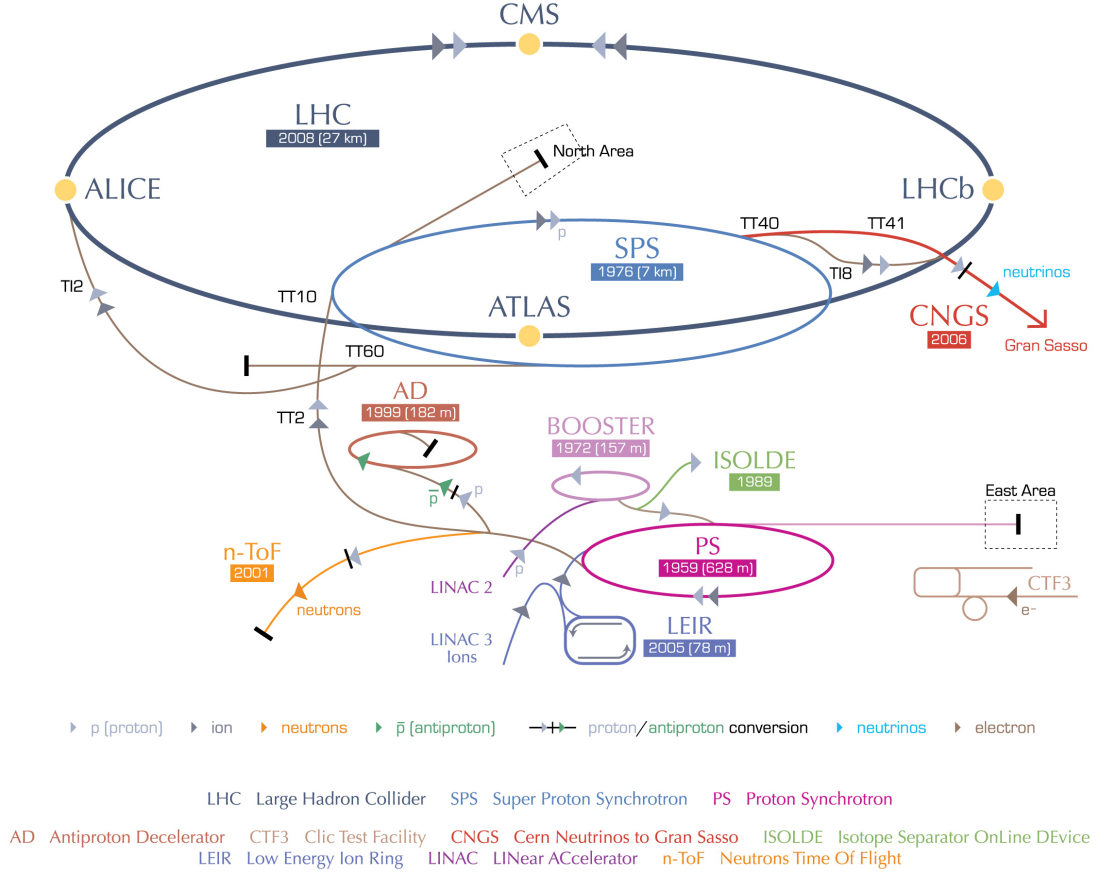 CMS
LHC
2008 (27 km)
North Area
ALICE
LHCb
TT40
TT41
SPS
1976 (7 km)
p
TI8
neutrinos
TI2
TT10
ATLAS
CNGS
2006
Gran Sasso
TT60
AD
1999 (182 m)
TT2
BOOSTER
1972 (157 m)
ISOLDE
1989
p̅
p
East Area
n-ToF
2001
PS
1959 (628 m)
p
LINAC 2
neutrons
CTF3
e⁻
LINAC 3
Ions
LEIR
2005 (78 m)
p (proton) ion neutrons p̅ (antiproton) proton/antiproton conversion neutrinos electron
LHC Large Hadron Collider SPS Super Proton Synchrotron PS Proton Synchrotron
AD Antiproton Decelerator CTF3 Clic Test Facility CNGS Cern Neutrinos to Gran Sasso ISOLDE Isotope Separator OnLine DEvice
LEIR Low Energy Ion Ring LINAC LINear ACcelerator n-ToF Neutrons Time Of Flight